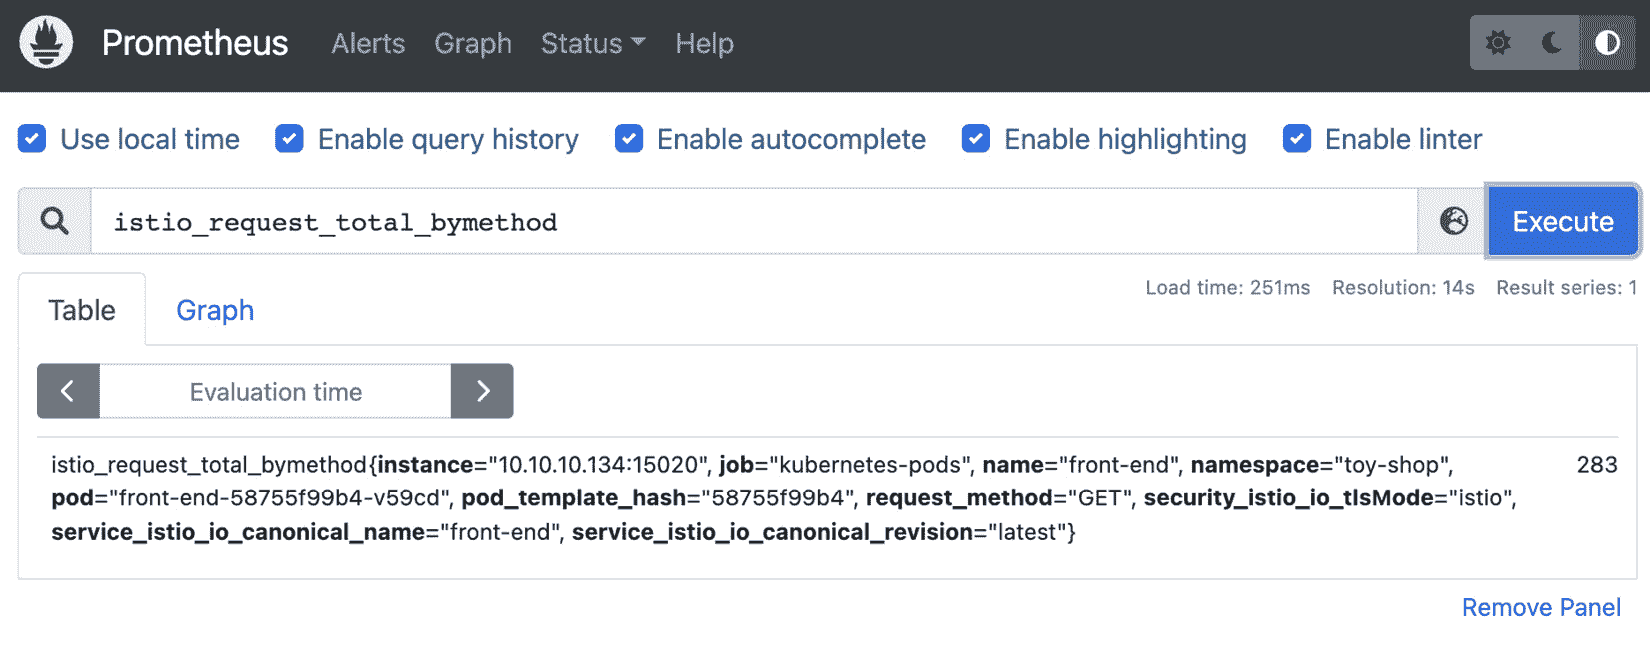 Prometheus Alerts Graph Status Help
Use local time Enable query history Enable autocomplete Enable highlighting Enable linter
istio_request_total_bymethod Execute
Load time: 251ms Resolution: 14s Result series: 1
Table Graph
Evaluation time
istio_request_total_bymethod{instance="10.10.10.134:15020", job="kubernetes-pods", name="front-end", namespace="toy-shop", 283
pod="front-end-58755f99b4-v59cd", pod_template_hash="58755f99b4", request_method="GET", security_istio_io_tlsMode="istio",
service_istio_io_canonical_name="front-end", service_istio_io_canonical_revision="latest"}
Remove Panel